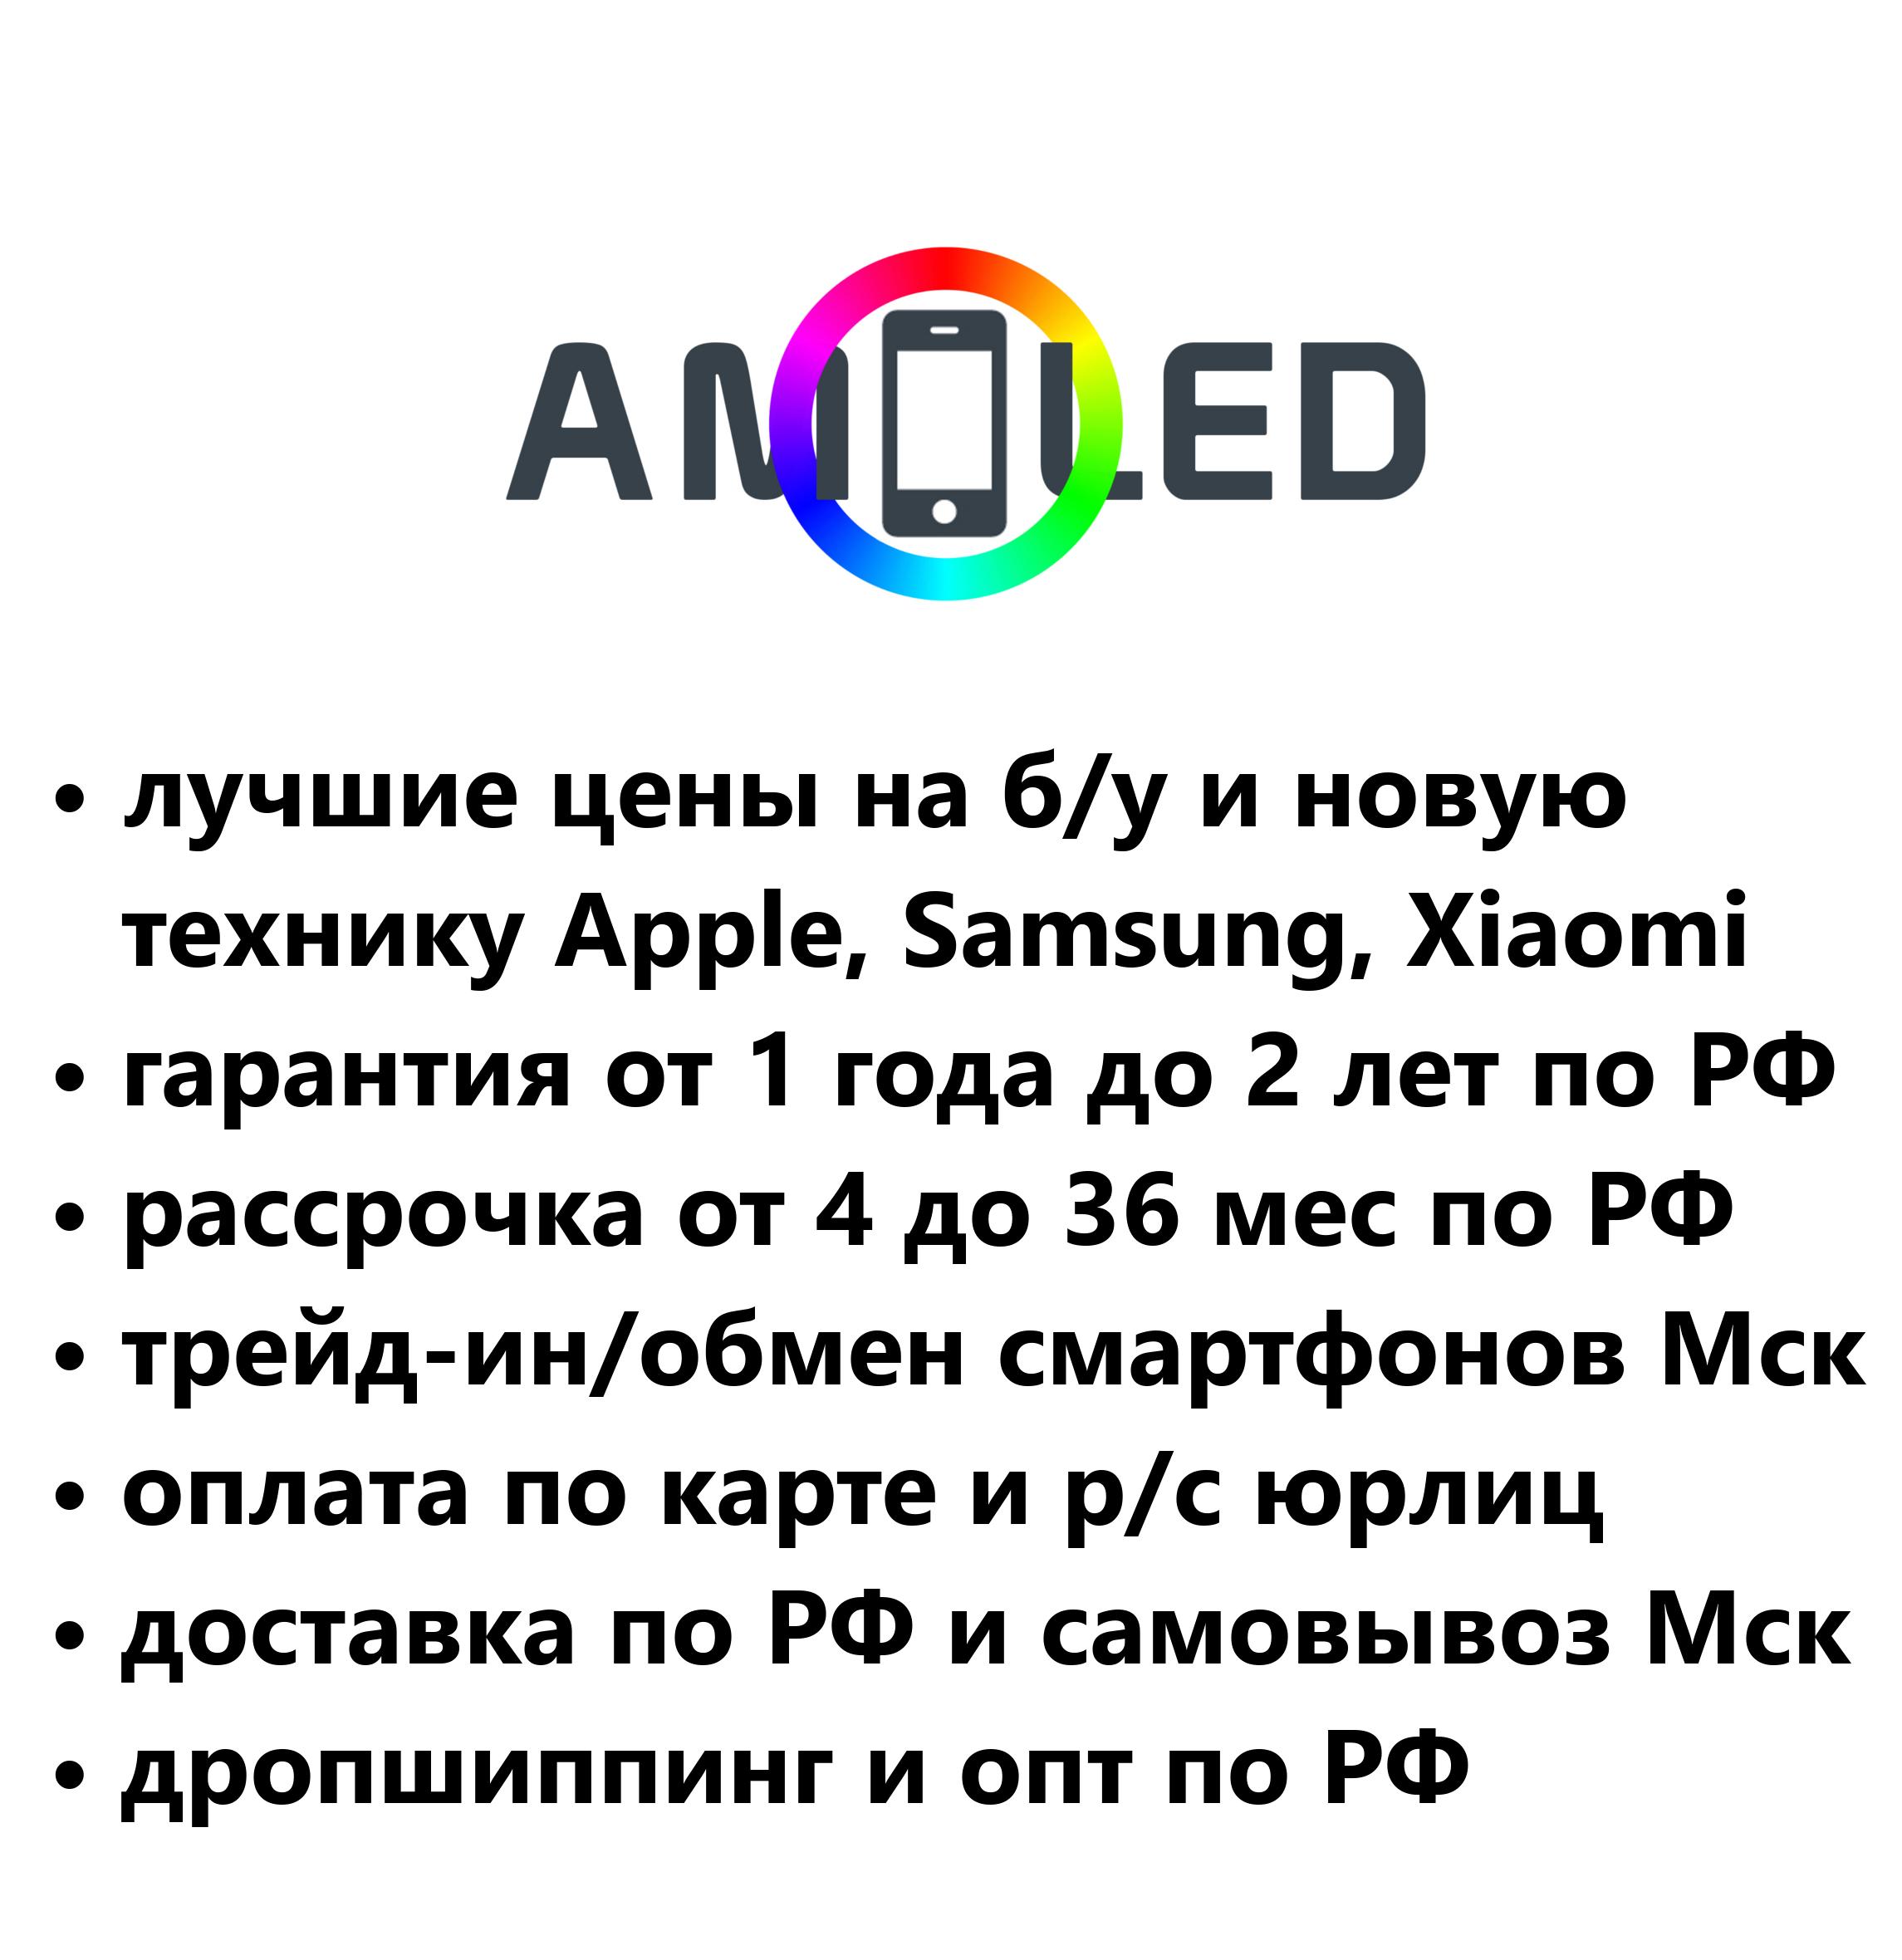 AMOLED
• лучшие цены на б/у и новую
технику Apple, Samsung, Xiaomi
• гарантия от 1 года до 2 лет по РФ
• рассрочка от 4 до 36 мес по РФ
• трейд-ин/обмен смартфонов Мск
• оплата по карте и р/с юрлиц
• доставка по РФ и самовывоз Мск
• дропшиппинг и опт по РФ